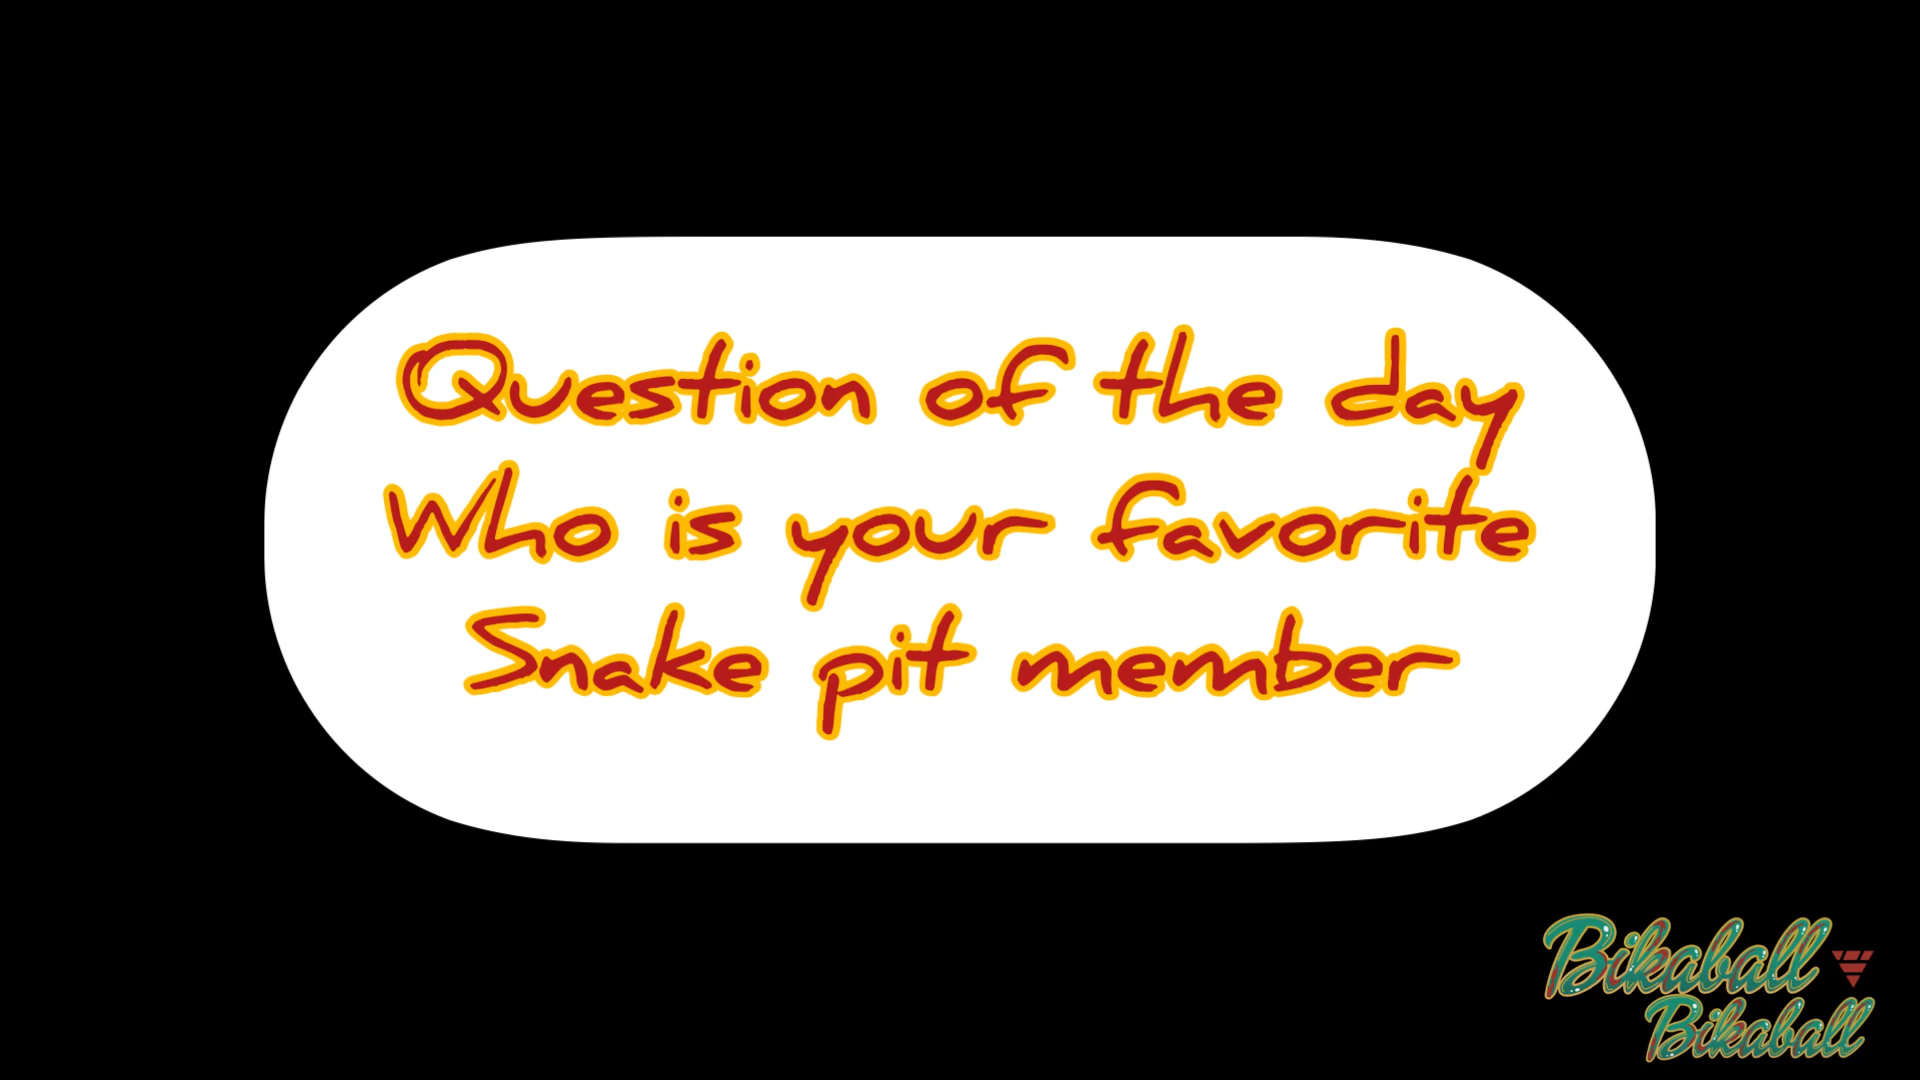 Question of the day
Who is your favorite
Snake pit member
Bikaball
Bikaball